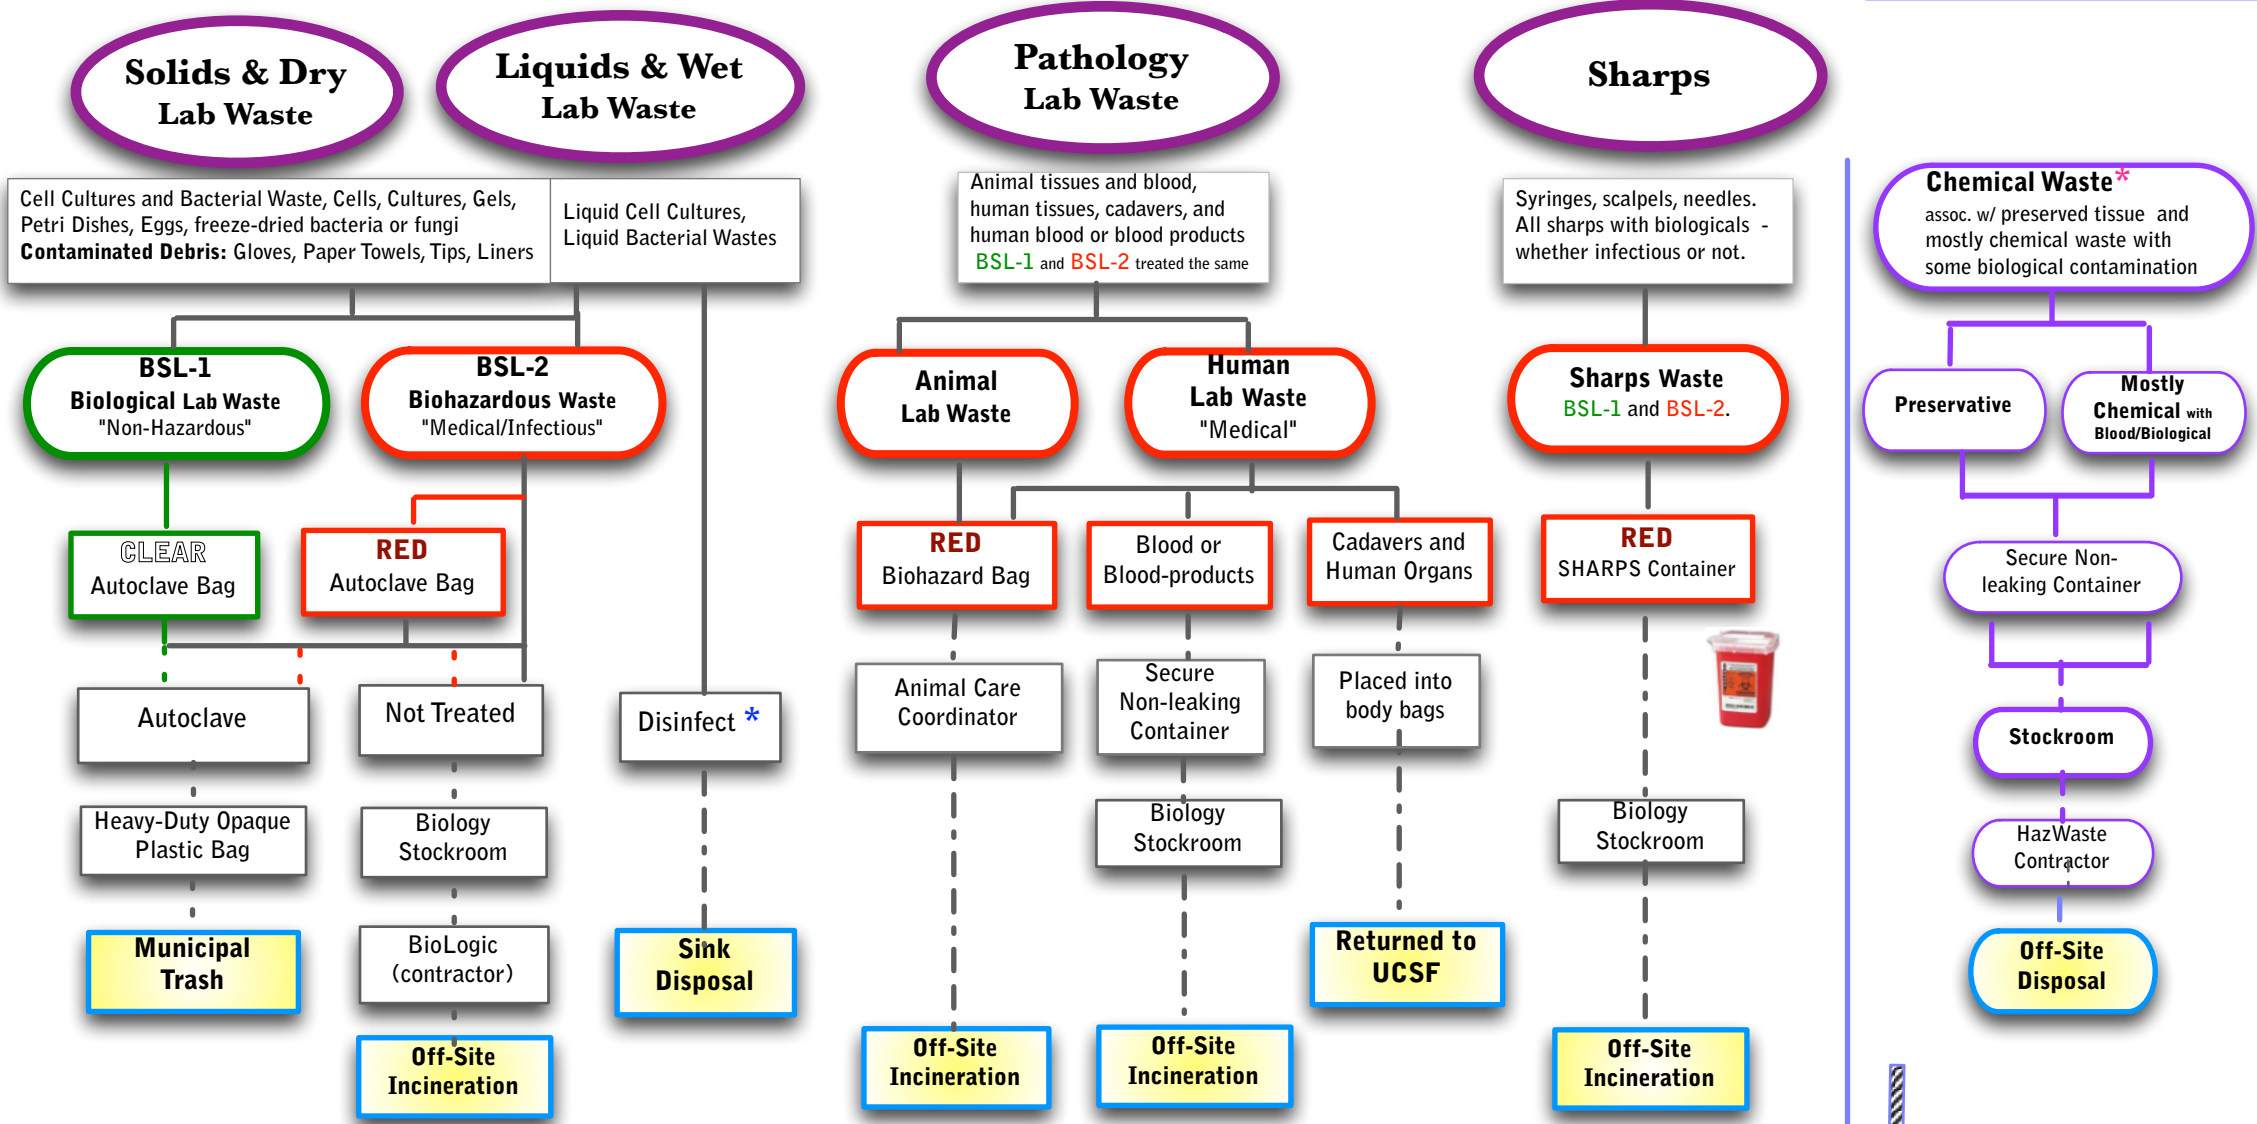 Solids & Dry
Lab Waste
Liquids & Wet
Lab Waste
Pathology
Lab Waste
Sharps
Cell Cultures and Bacterial Waste, Cells, Cultures, Gels,
Petri Dishes, Eggs, freeze-dried bacteria or fungi
Contaminated Debris: Gloves, Paper Towels, Tips, Liners
Liquid Cell Cultures,
Liquid Bacterial Wastes
Animal tissues and blood,
human tissues, cadavers, and
human blood or blood products
BSL-1 and BSL-2 treated the same
Syringes, scalpels, needles.
All sharps with biologicals -
whether infectious or not.
Chemical Waste*
assoc. w/ preserved tissue and
mostly chemical waste with
some biological contamination
BSL-1
Biological Lab Waste
"Non-Hazardous"
BSL-2
Biohazardous Waste
"Medical/Infectious"
Animal
Lab Waste
Human
Lab Waste
"Medical"
Sharps Waste
BSL-1 and BSL-2.
Preservative
Mostly
Chemical with
Blood/Biological
CLEAR
Autoclave Bag
RED
Autoclave Bag
RED
Biohazard Bag
Blood or
Blood-products
Cadavers and
Human Organs
RED
SHARPS Container
Secure Non-
leaking Container
Autoclave
Not Treated
Disinfect *
Animal Care
Coordinator
Secure
Non-leaking
Container
Placed into
body bags
Stockroom
Heavy-Duty Opaque
Plastic Bag
Biology
Stockroom
Biology
Stockroom
Biology
Stockroom
HazWaste
Contractor
Municipal
Trash
BioLogic
(contractor)
Sink
Disposal
Returned to
UCSF
Off-Site
Disposal
Off-Site
Incineration
Off-Site
Incineration
Off-Site
Incineration
Off-Site
Incineration